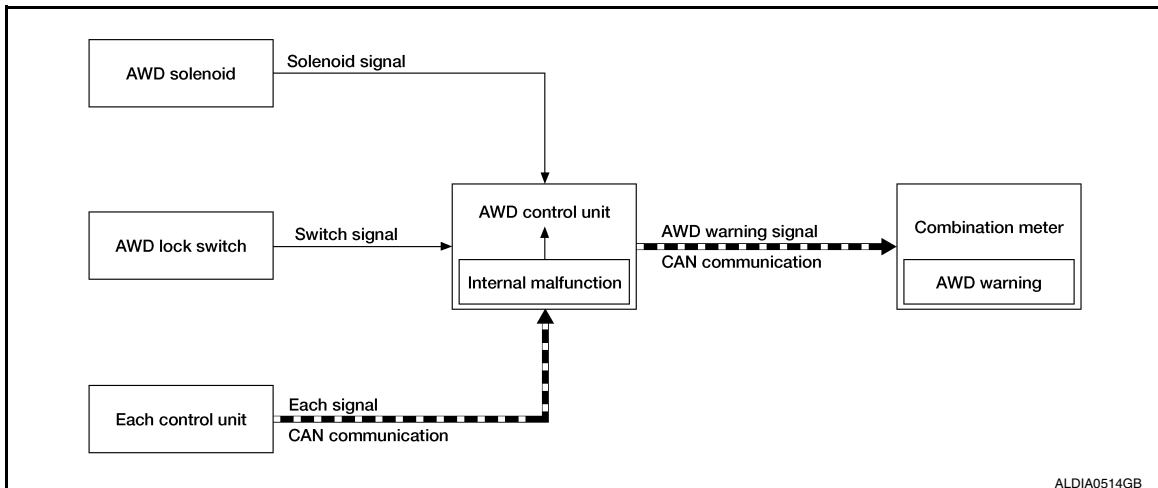 AWD solenoid
Solenoid signal
AWD lock switch
Switch signal
AWD control unit
Internal malfunction
AWD warning signal
CAN communication
Combination meter
AWD warning
Each control unit
Each signal
CAN communication
ALDIA0514GB